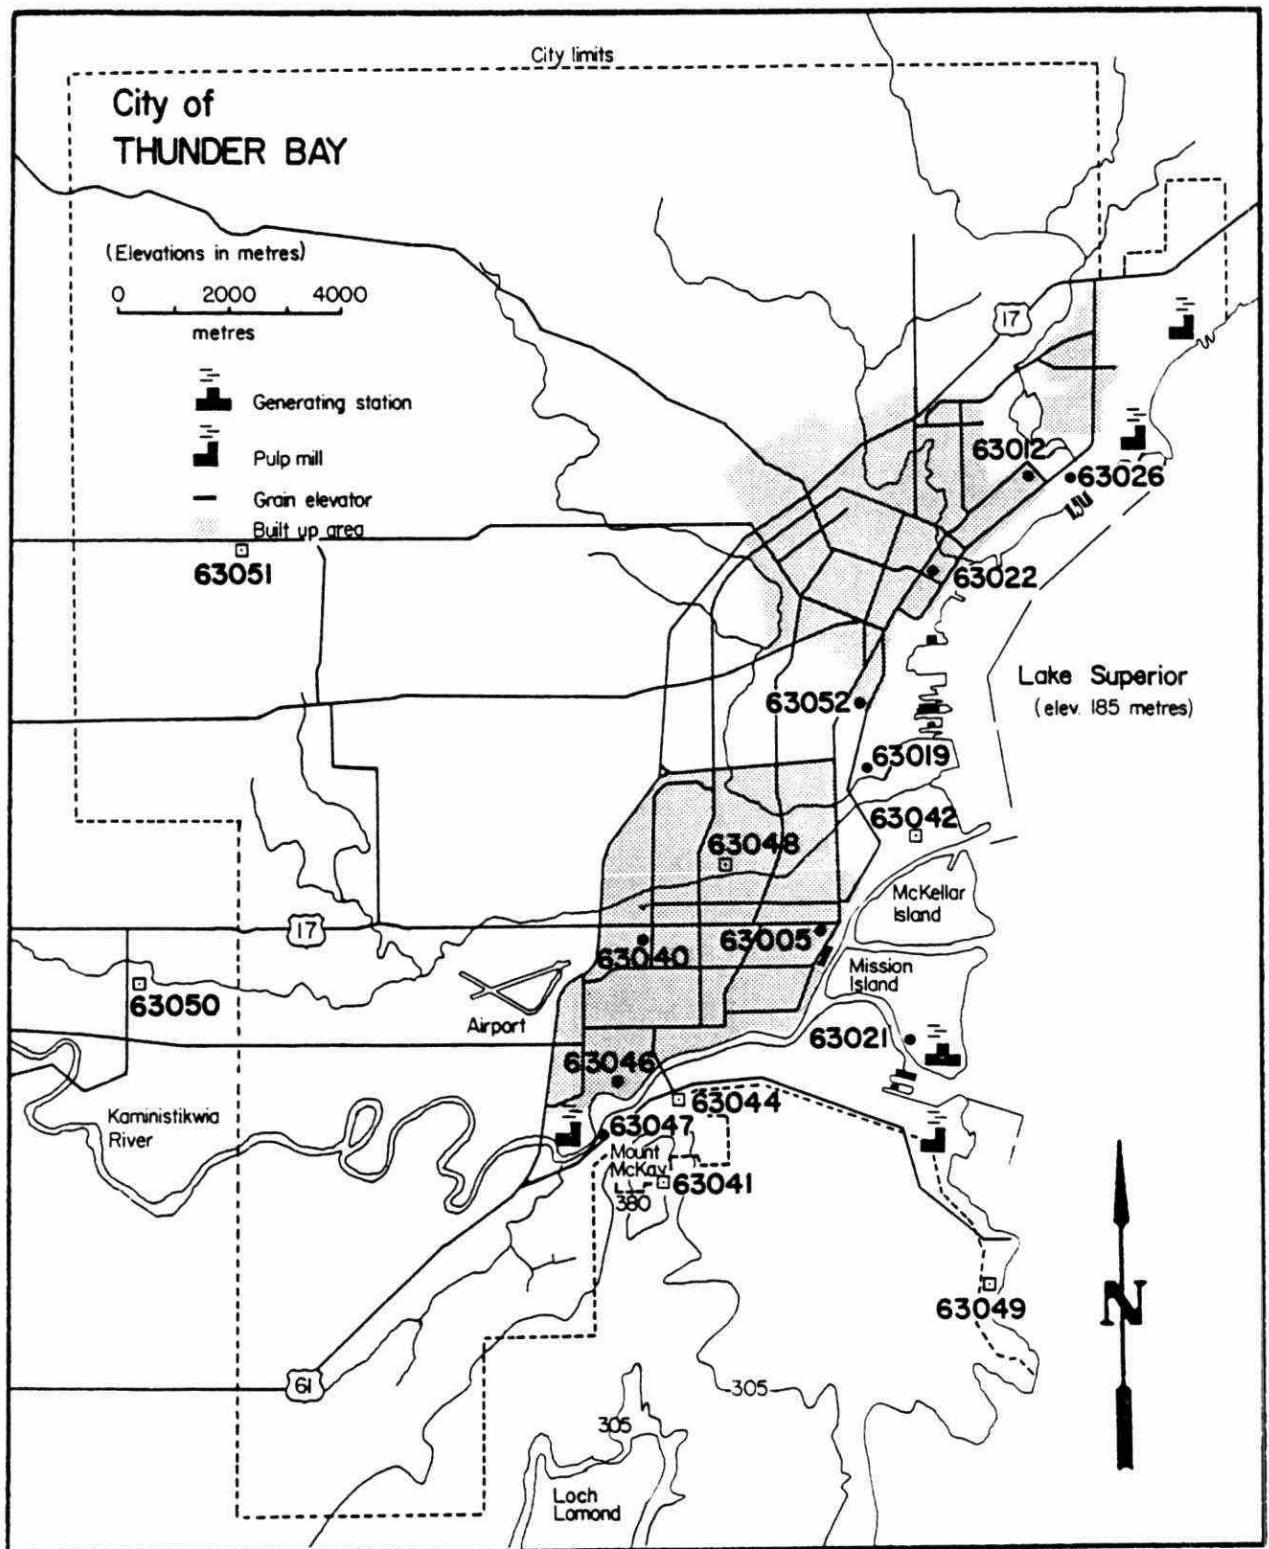 City limits
City of
THUNDER BAY
(Elevations in metres)
0 2000 4000
metres
Generating station
Pulp mill
Grain elevator
Built up area
17
63012
63026
63051
63022
Lake Superior
(elev. 185 metres)
63052
63019
63042
63048
McKellar
Island
17
63005
63040
Mission
Island
63050
Airport
63021
63046
63044
Kaministikwia
River
63047
Mount
McKay
63041
380
63049
N
61
305
305
Loch
Lomond